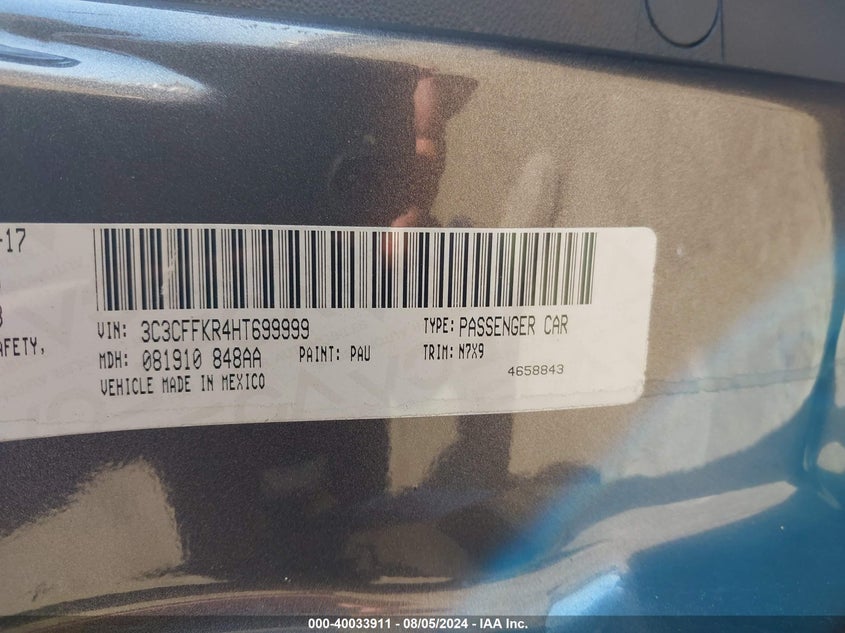 -17
3
AFETY,
VIN: 3C3CFFKR4HT699999
TYPE: PASSENGER CAR
MDH: 081910 848AA
PAINT: PAU
TRIM: N7X9
VEHICLE MADE IN MEXICO
4658843
000-40033911 - 08/05/2024 - IAA Inc.